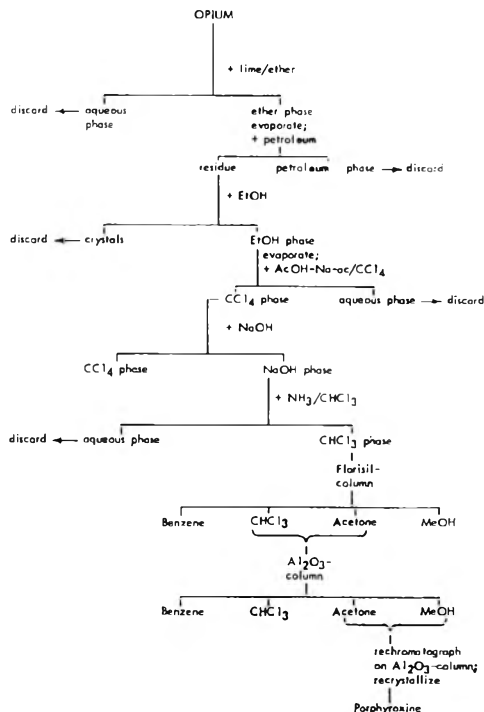 OPIUM
+ lime/ether
discard ← aqueous phase
ether phase
evaporate;
+ petroleum
residue petroleum phase → discard
+ EtOH
discard ← crystals
EtOH phase
evaporate;
+ AcOH-Na-ac/CCl4
CCl4 phase aqueous phase → discard
+ NaOH
CCl4 phase NaOH phase
+ NH3/CHCl3
discard ← aqueous phase CHCl3 phase
Florisil-
column
Benzene CHCl3 Acetone MeOH
Al2O3-
column
Benzene CHCl3 Acetone MeOH
rechromatograph
on Al2O3-column;
recrystallize
Porphyroxine